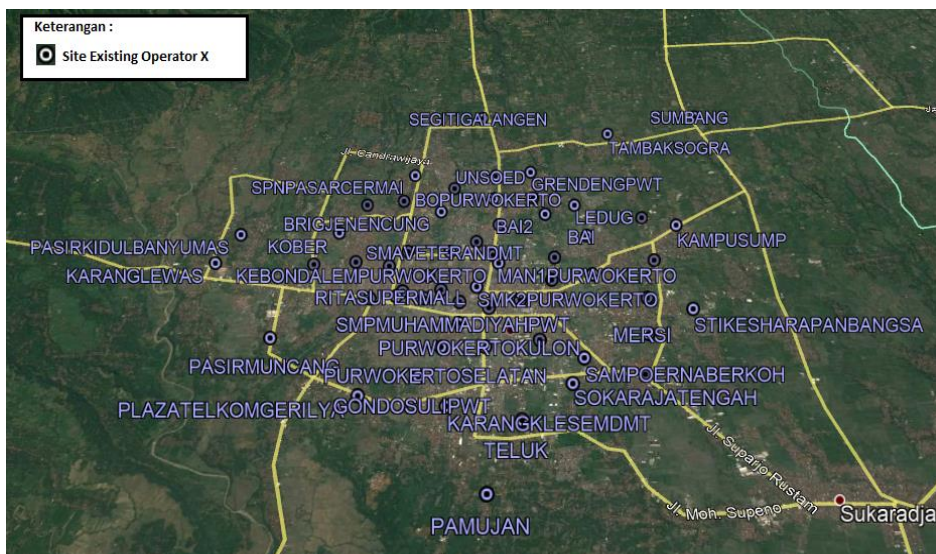 Keterangan :
Site Existing Operator X
SEGITIGALANGEN
SUMBANG
TAMBAKSOGRA
Jl. Candrawijaya
UNSOED
GRENDENGPWT
SPNPASARCERMAI
BOPURWOKERTO
LEDUG
BRIGJENENCUNG
BAI2
BAI
KAMPUSUMP
PASIRKIDULBANYUMAS
KOBER
SMAVETERANDMT
KARANGLEWAS
KEBONDALEMPURWOKERTO
MAN1PURWOKERTO
RITASUPERMALL
SMK2PURWOKERTO
STIKESHARAPANBANGSA
SMPMUHAMMADIYAHPWT
MERSI
PURWOKERTOKULON
PASIRMUNCANG
PURWOKERTOSELATAN
SAMPOERNABERKOH
SOKARAJATENGAH
PLAZATELKOMGERILYA
GONDOSULIPWT
KARANGKLESEMDMT
TELUK
Jl. Suparjo Rustam
Jl. Moh. Supeno
Sukaradja
PAMUJAN